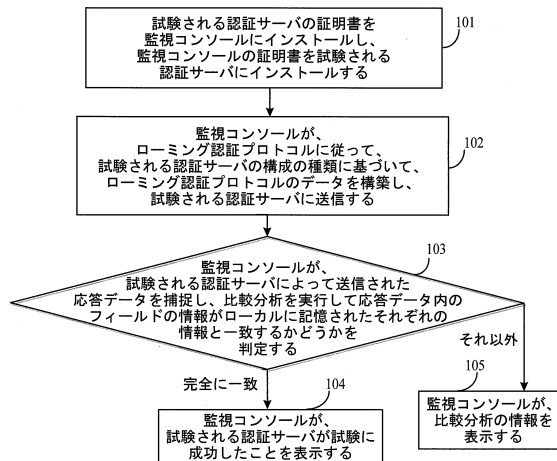 試験される認証サーバの証明書を
監視コンソールにインストールし、
監視コンソールの証明書を試験される
認証サーバにインストールする
101
監視コンソールが、
ローミング認証プロトコルに従って、
試験される認証サーバの構成の種類に基づいて、
ローミング認証プロトコルのデータを構築し、
試験される認証サーバに送信する
102
監視コンソールが、
試験される認証サーバによって送信された
応答データを捕捉し、比較分析を実行して応答データ内の
フィールドの情報がローカルに記憶されたそれぞれの
情報と一致するかどうかを
判定する
103
完全に一致
それ以外
104
監視コンソールが、
試験される認証サーバが試験に
成功したことを表示する
105
監視コンソールが、
比較分析の情報を
表示する